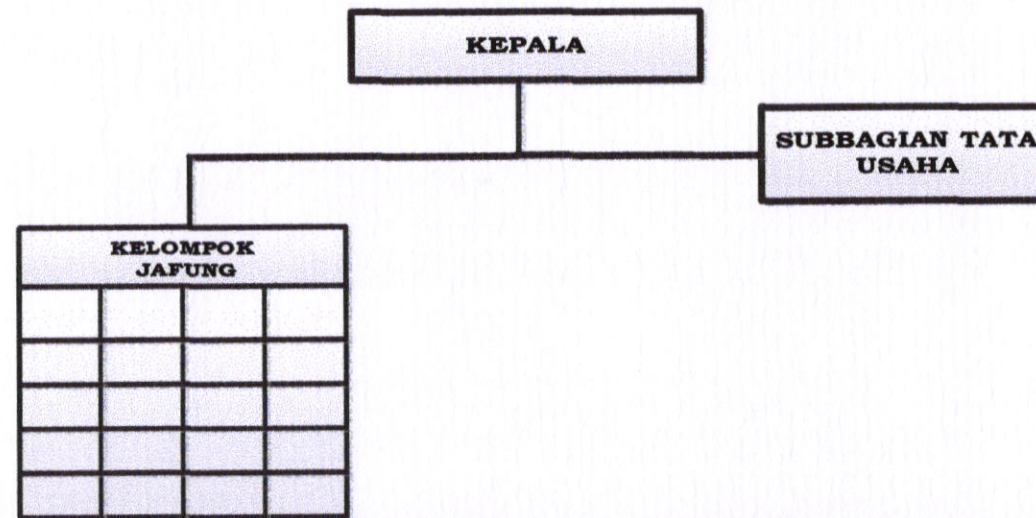 KEPALA
SUBBAGIAN TATA
USAHA
KELOMPOK
JAFUNG